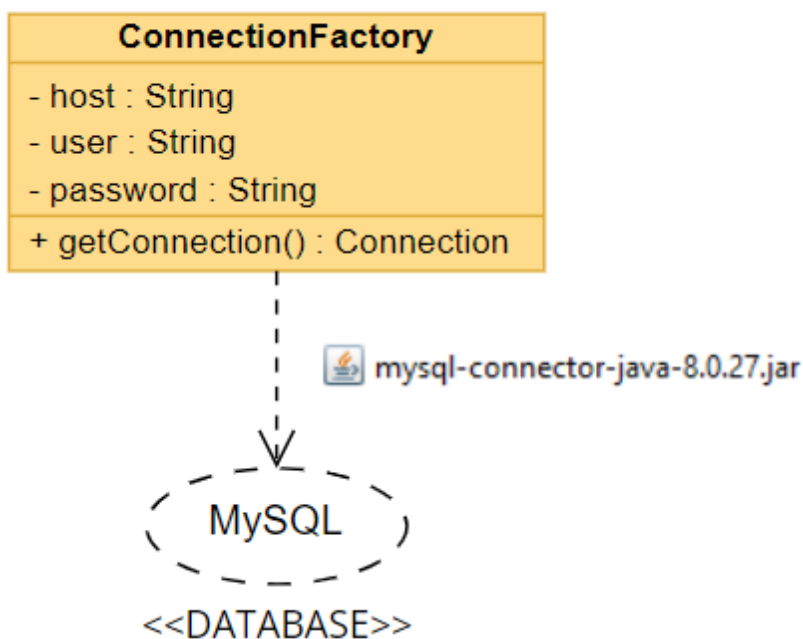 ConnectionFactory
- host : String
- user : String
- password : String
+ getConnection() : Connection
mysql-connector-java-8.0.27.jar
MySQL
<<DATABASE>>